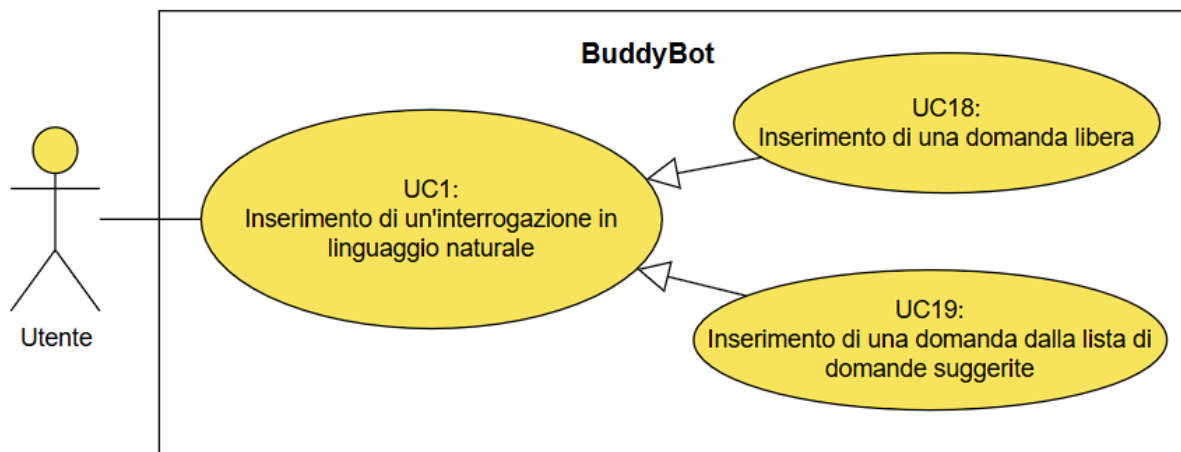 BuddyBot
UC18:
Inserimento di una domanda libera
UC1:
Inserimento di un'interrogazione in
linguaggio naturale
UC19:
Inserimento di una domanda dalla lista di
domande suggerite
Utente